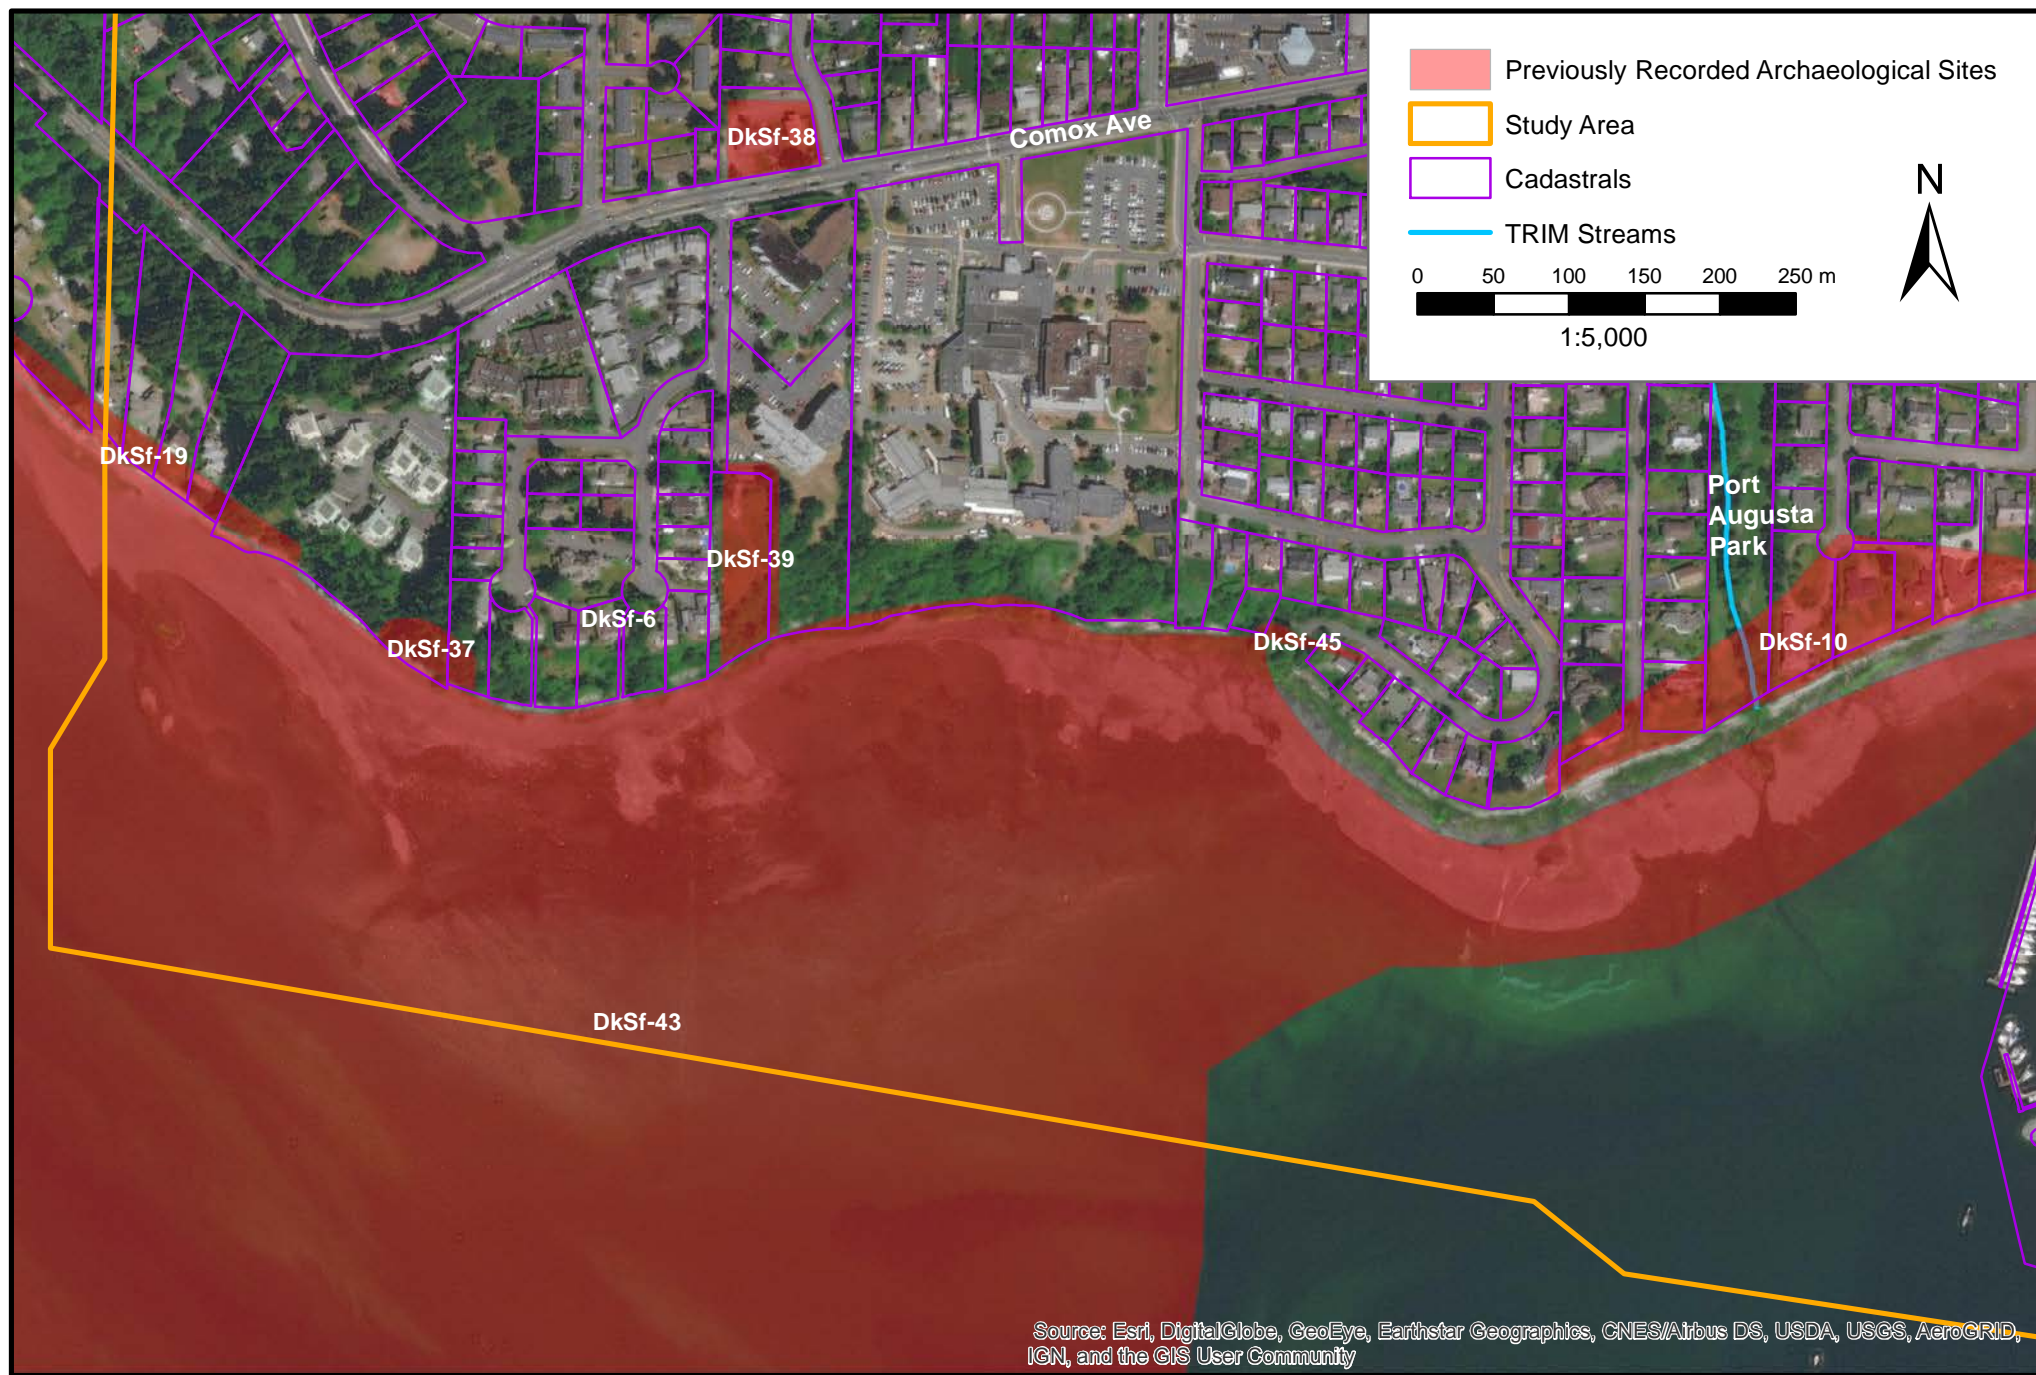 Previously Recorded Archaeological Sites
Study Area
Cadastrals
TRIM Streams
N
0 50 100 150 200 250 m
1:5,000
Comox Ave
DkSf-38
DkSf-19
DkSf-39
DkSf-6
DkSf-37
DkSf-45
Port
Augusta
Park
DkSf-10
DkSf-43
Source: Esri, DigitalGlobe, GeoEye, Earthstar Geographics, CNES/Airbus DS, USDA, USGS, AeroGRID,
IGN, and the GIS User Community